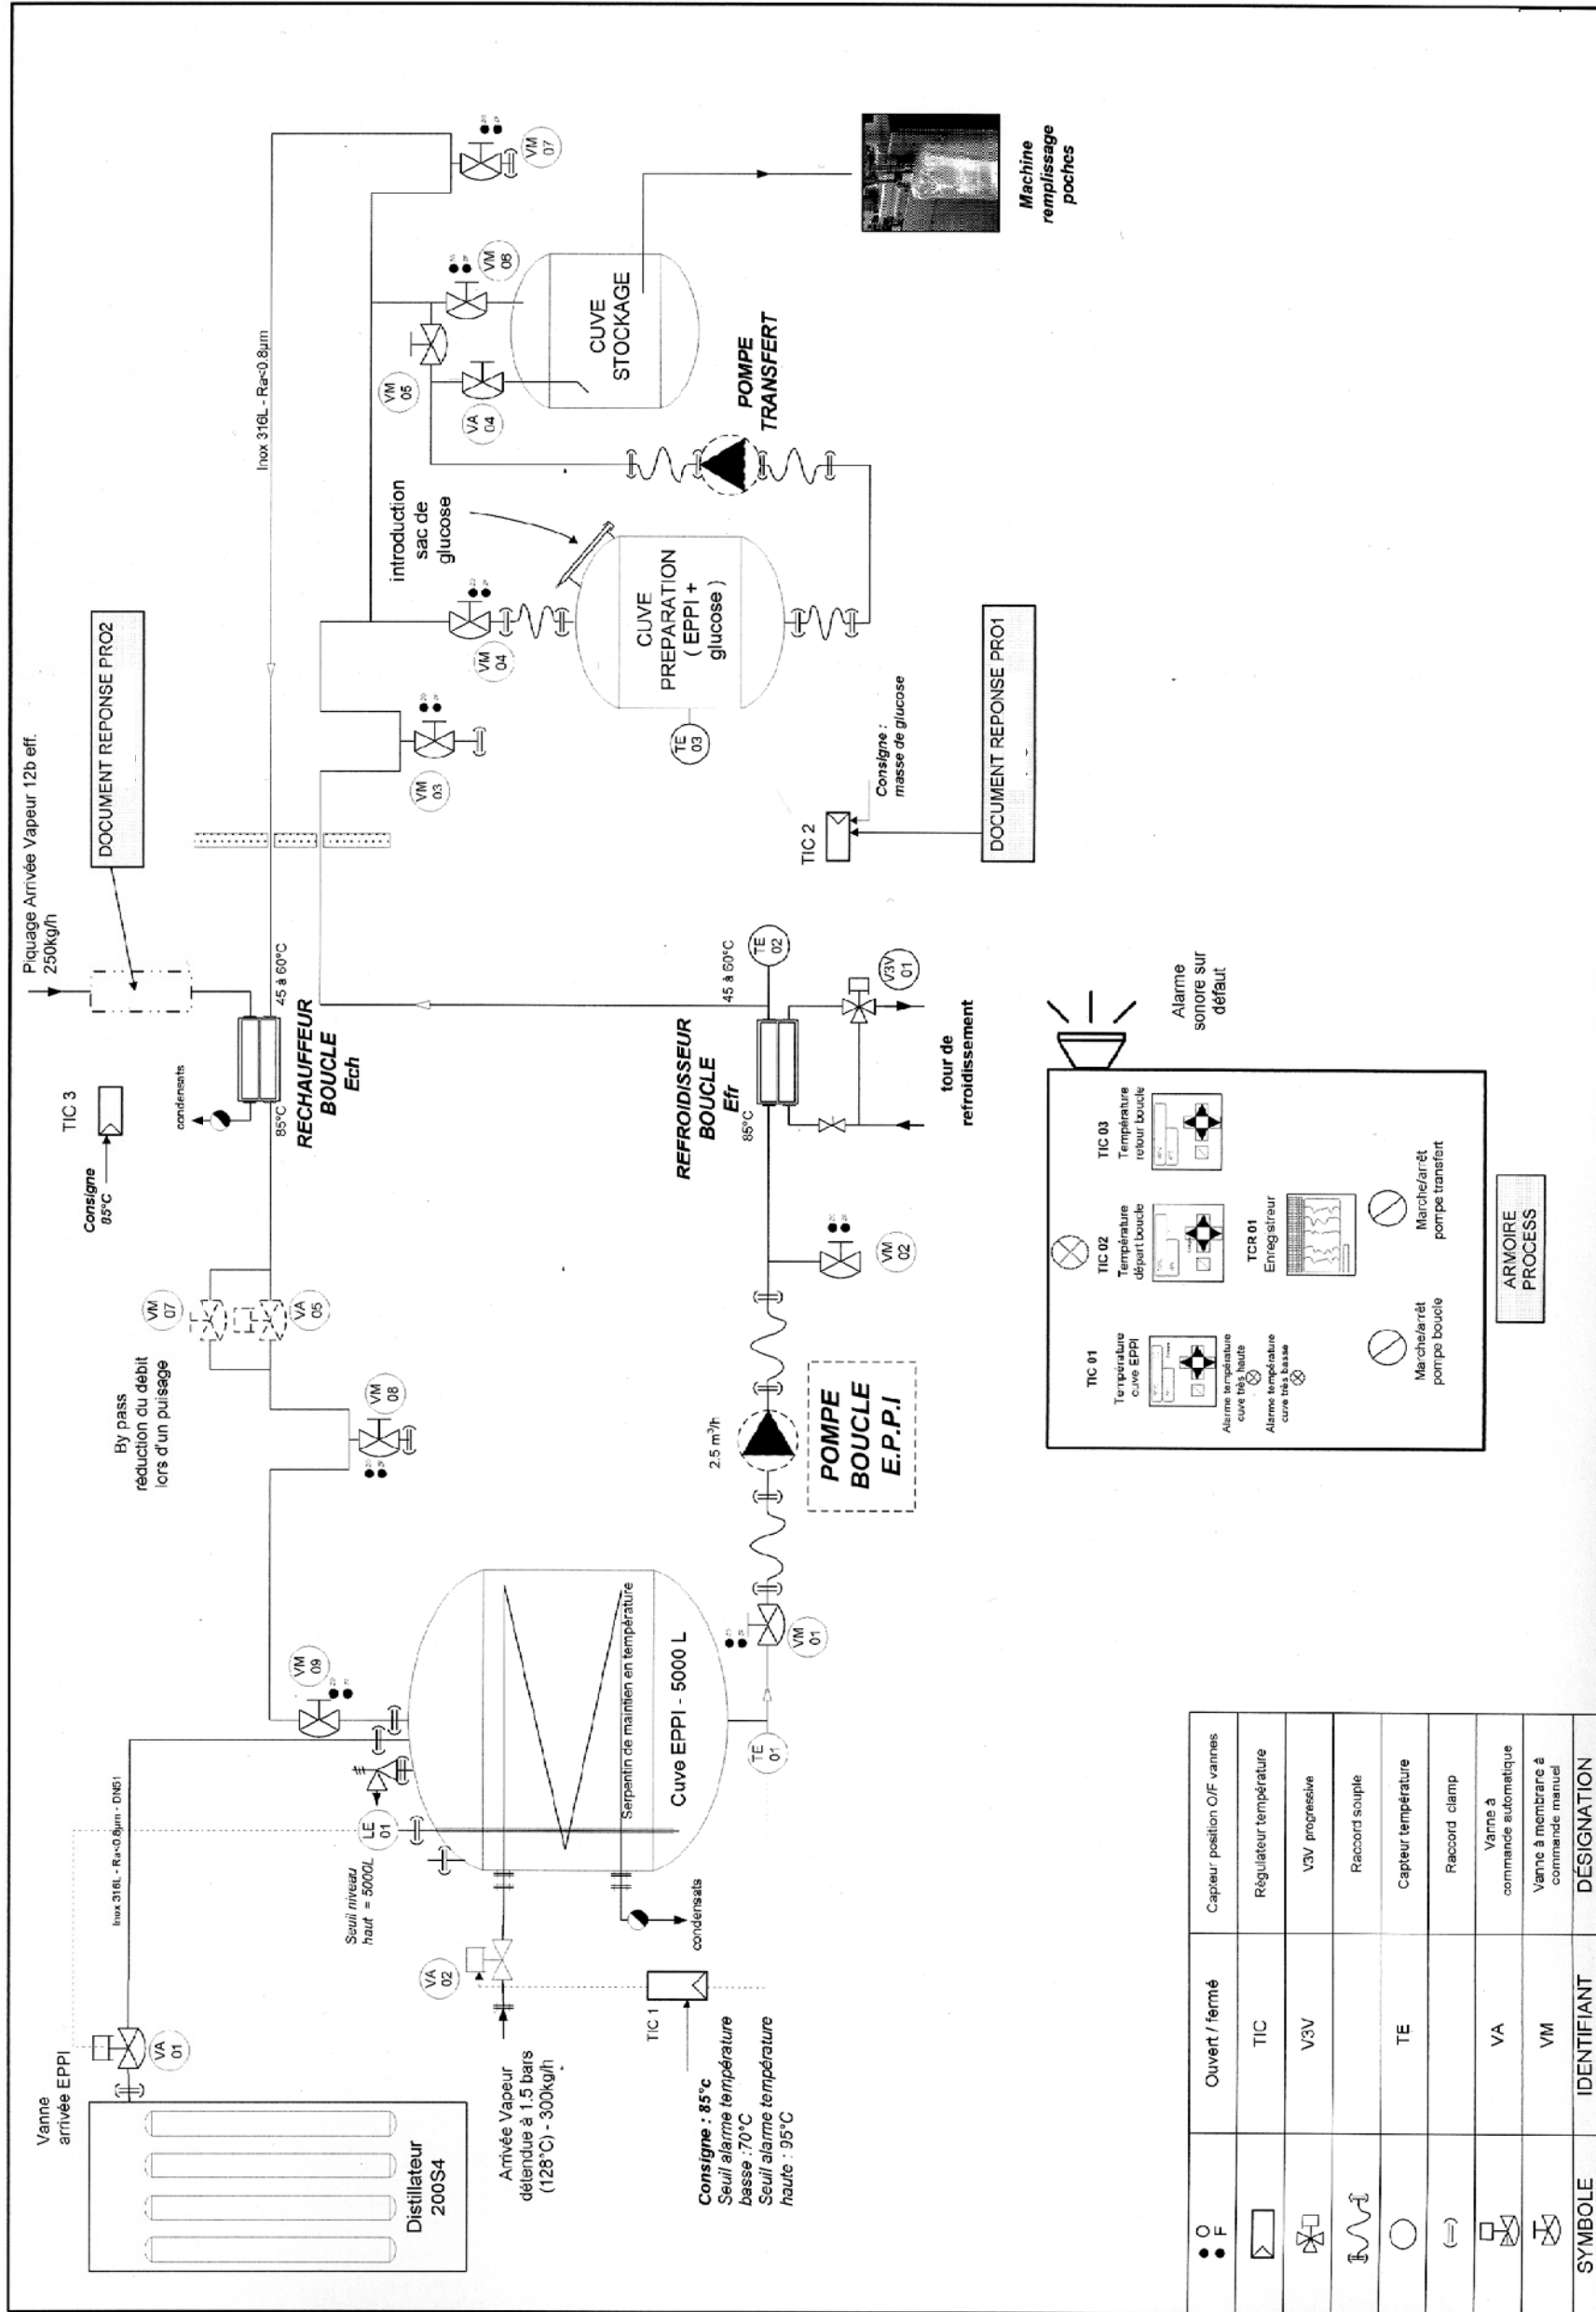 Vanne
arrivée EPPI
VA
01
Distillateur
200S4
Inox 316L - Ra<0.8µm - DN51
Seuil niveau
haut = 5000L
LE
01
VM
09
VA
02
Arrivée Vapeur
détendue à 1.5 bars
(128°C) - 300kg/h
TIC 1
Consigne : 85°c
Seuil alarme température
basse :70°C
Seuil alarme température
haute : 95°C
condensats
Serpentin de maintien en température
Cuve EPPI - 5000 L
TE
01
VM
01
By pass
réduction du débit
lors d'un puisage
VM
07
VA
05
VM
08
2.5 m³/h
POMPE
BOUCLE
E.P.P.I
VM
02
TIC 3
Consigne
85°C
condensats
85°C
RECHAUFFEUR
BOUCLE
Ech
45 à 60°C
Piquage Arrivée Vapeur 12b eff.
250kg/h
DOCUMENT REPONSE PRO2
REFROIDISSEUR
BOUCLE
Efr
85°C
45 à 60°C
TE
02
V3V
01
tour de
refroidissement
Inox 316L - Ra<0.8µm
VM
03
VM
04
introduction
sac de
glucose
CUVE
PREPARATION
( EPPI +
glucose )
TE
03
TIC 2
Consigne :
masse de glucose
DOCUMENT REPONSE PRO1
VM
05
VA
04
VM
06
VM
07
CUVE
STOCKAGE
POMPE
TRANSFERT
Machine
remplissage
poches
Alarme
sonore sur
défaut
TIC 01
Température
cuve EPPI
Alarme température
cuve très haute
Alarme température
cuve très basse
TIC 02
Température
départ boucle
TIC 03
Température
retour boucle
TCR 01
Enregistreur
Marche/arrêt
pompe boucle
Marche/arrêt
pompe transfert
ARMOIRE
PROCESS
O
F
Ouvert / fermé
Capteur position O/F vannes
TIC
Régulateur température
V3V
V3V progressive
Raccord souple
TE
Capteur température
Raccord clamp
VA
Vanne à
commande automatique
VM
Vanne à membrane à
commande manuel
SYMBOLE
IDENTIFIANT
DÉSIGNATION